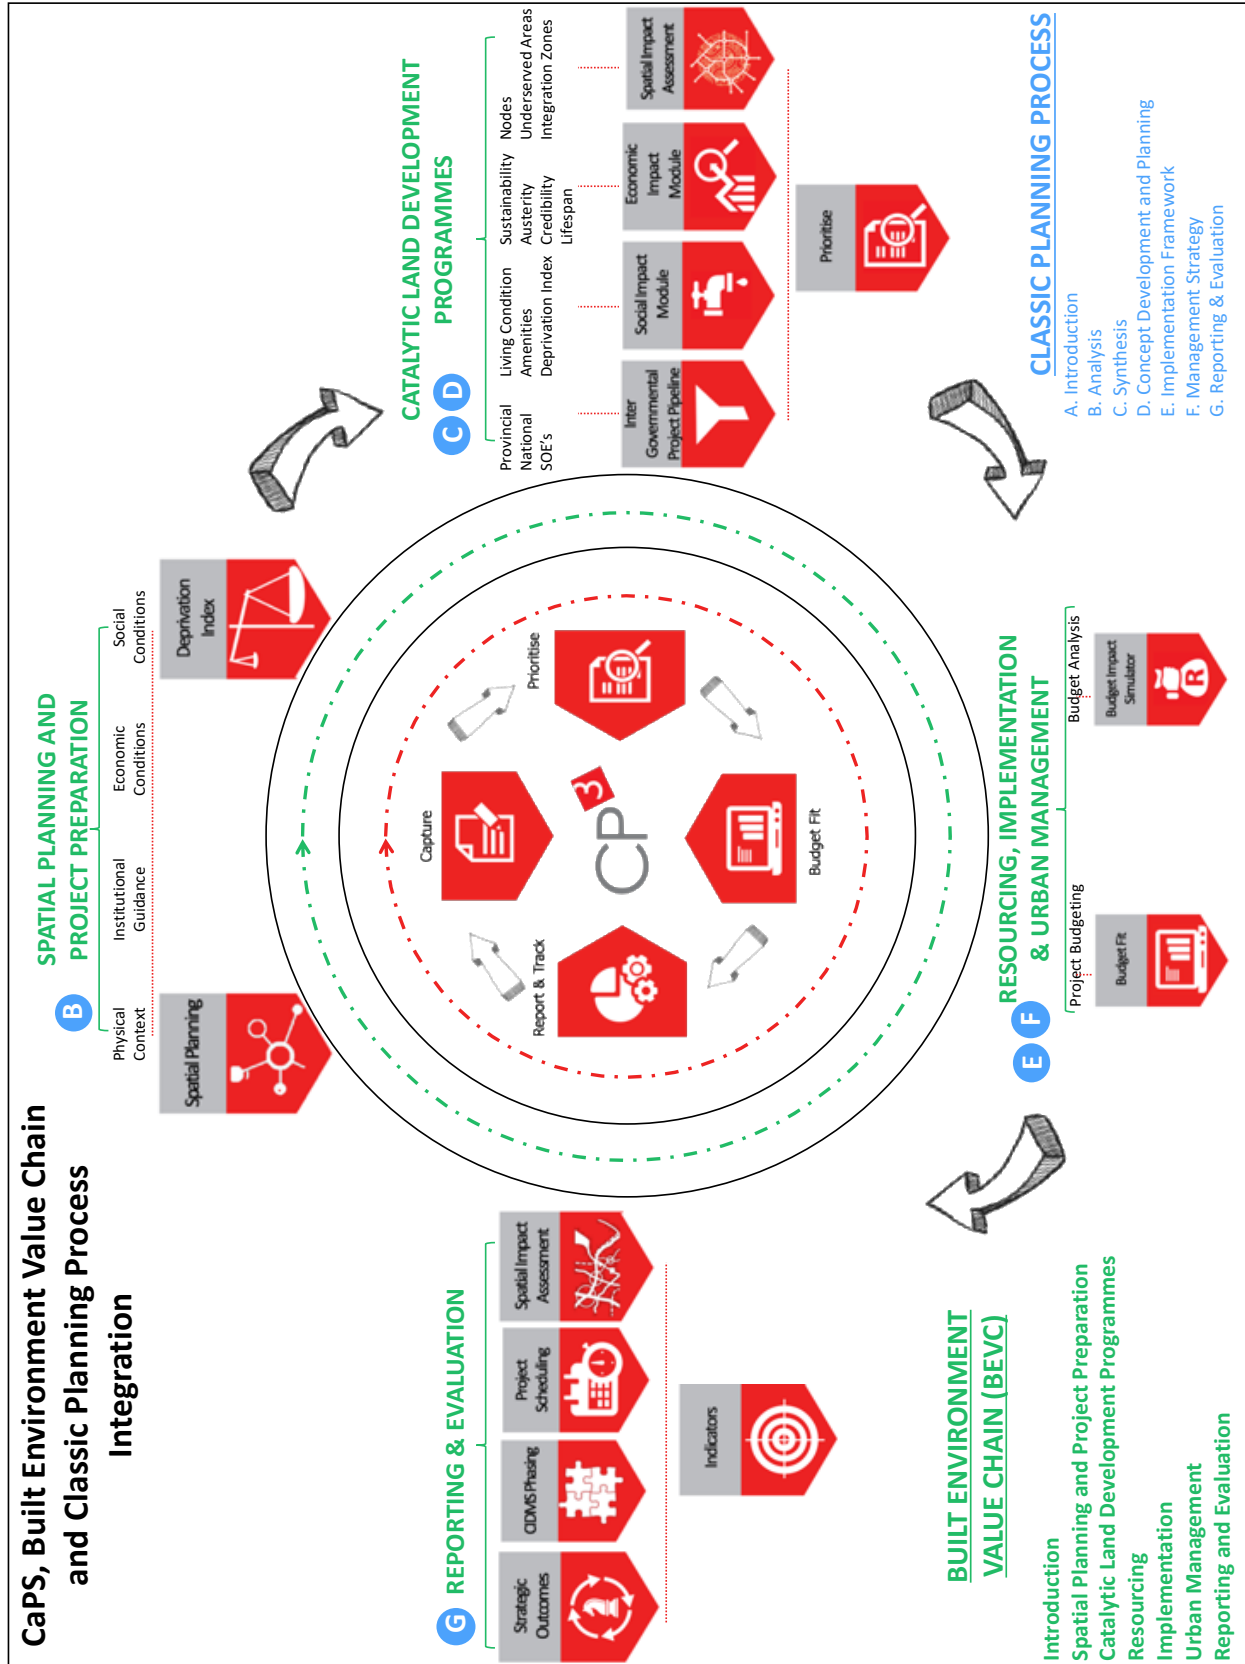 CaPS, Built Environment Value Chain
and Classic Planning Process
Integration
B
SPATIAL PLANNING AND
PROJECT PREPARATION
Physical
Context
Institutional
Guidance
Economic
Conditions
Social
Conditions
Spatial Planning
Deprivation
Index
CATALYTIC LAND DEVELOPMENT
PROGRAMMES
C
D
Provincial
National
SOE's
Living Condition
Amenities
Deprivation Index
Sustainability
Austerity
Credibility
Lifespan
Nodes
Underserved Areas
Integration Zones
Inter
Governmental
Project Pipeline
Social Impact
Module
Economic
Impact
Module
Spatial Impact
Assessment
Prioritise
Capture
Prioritise
Budget Fit
Report & Track
CP3
G
REPORTING & EVALUATION
Strategic
Outcomes
CIDMS Phasing
Project
Scheduling
Spatial Impact
Assessment
Indicators
E
F
RESOURCING, IMPLEMENTATION
& URBAN MANAGEMENT
Project Budgeting
Budget Analysis
Budget Fit
Budget Impact
Simulator
R
BUILT ENVIRONMENT
VALUE CHAIN (BEVC)
Introduction
Spatial Planning and Project Preparation
Catalytic Land Development Programmes
Resourcing
Implementation
Urban Management
Reporting and Evaluation
CLASSIC PLANNING PROCESS
A. Introduction
B. Analysis
C. Synthesis
D. Concept Development and Planning
E. Implementation Framework
F. Management Strategy
G. Reporting & Evaluation